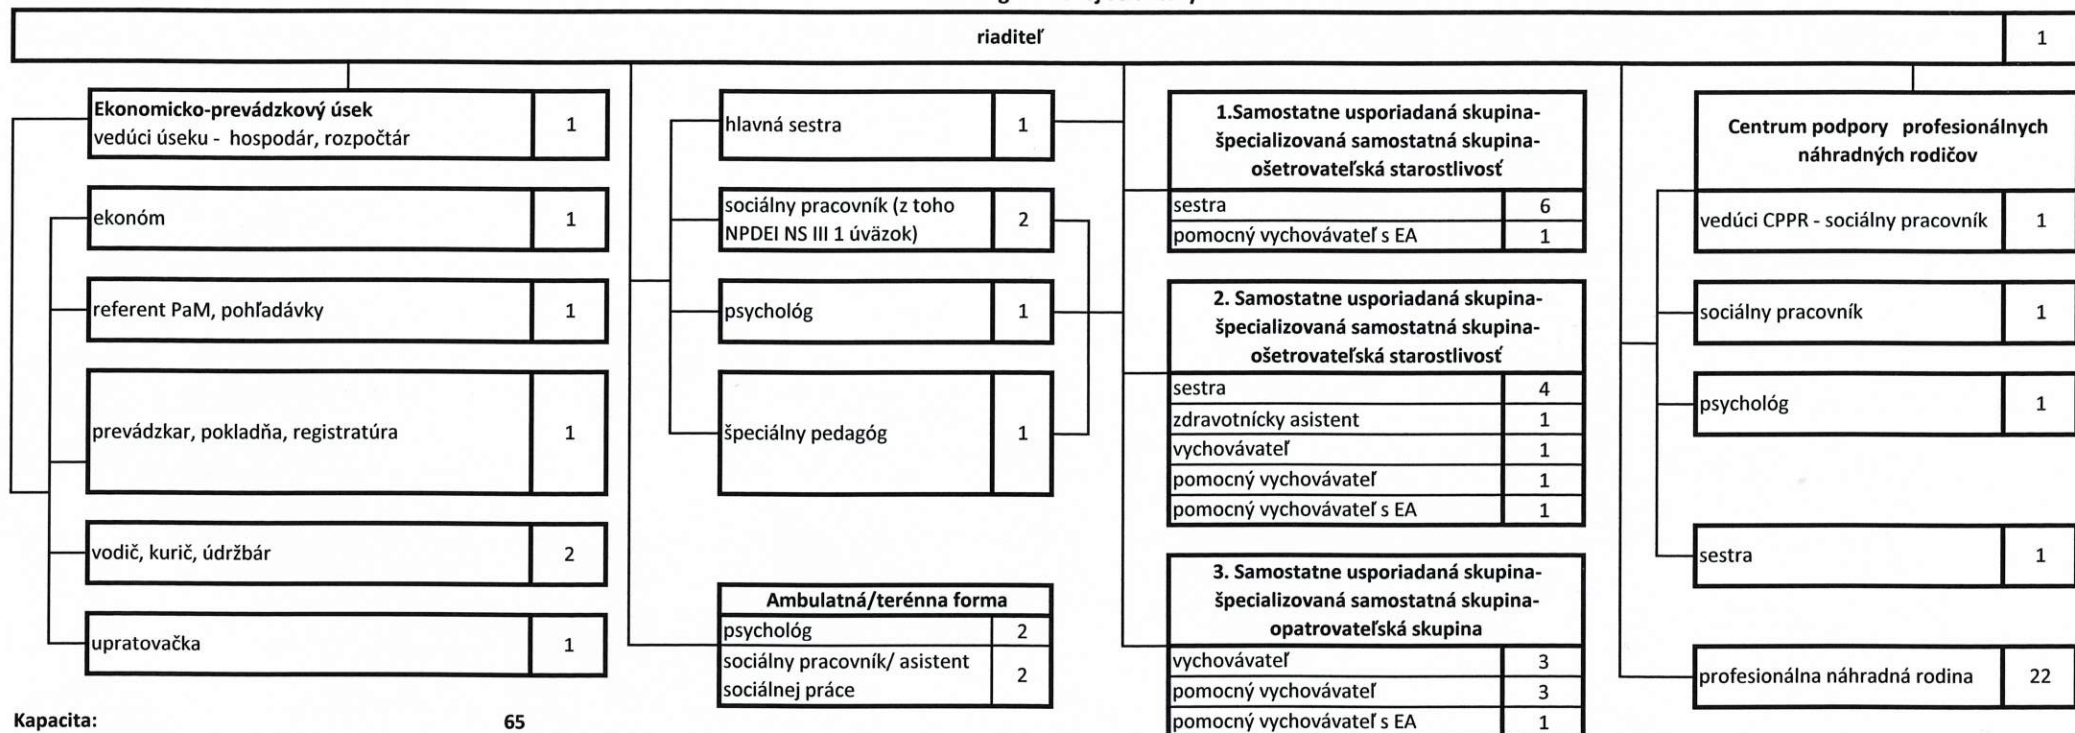 riaditeľ 1
Ekonomicko-prevádzkový úsek
vedúci úseku - hospodár, rozpočtár 1
ekonóm 1
referent PaM, pohľadávky 1
prevádzkar, pokladňa, registratúra 1
vodič, kurič, údržbár 2
upratovačka 1
Kapacita: 65
hlavná sestra 1
sociálny pracovník (z toho
NPDEI NS III 1 úväzok) 2
psychológ 1
špeciálny pedagóg 1
Ambulatná/terénna forma
psychológ 2
sociálny pracovník/ asistent
sociálnej práce 2
1.Samostatne usporiadaná skupina-
špecializovaná samostatná skupina-
ošetrovateľská starostlivosť
sestra 6
pomocný vychovávateľ s EA 1
2. Samostatne usporiadaná skupina-
špecializovaná samostatná skupina-
ošetrovateľská starostlivosť
sestra 4
zdravotnícky asistent 1
vychovávateľ 1
pomocný vychovávateľ 1
pomocný vychovávateľ s EA 1
3. Samostatne usporiadaná skupina-
špecializovaná samostatná skupina-
opatrovateľská skupina
vychovávateľ 3
pomocný vychovávateľ 3
pomocný vychovávateľ s EA 1
Centrum podpory profesionálnych
náhradných rodičov
vedúci CPPR - sociálny pracovník 1
sociálny pracovník 1
psychológ 1
sestra 1
profesionálna náhradná rodina 22